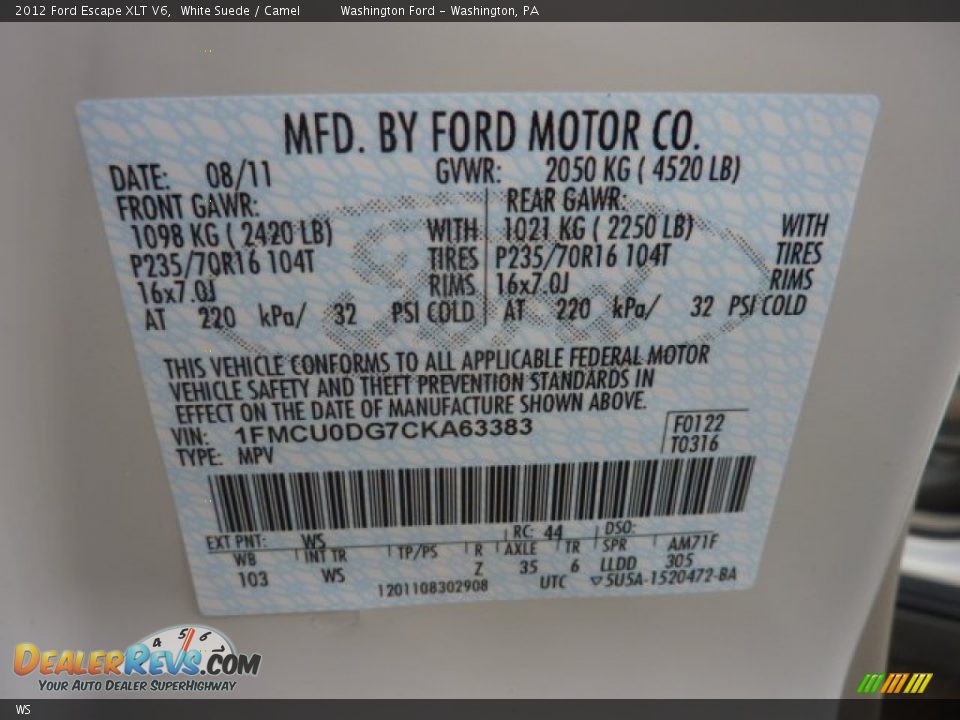 2012 Ford Escape XLT V6, White Suede / Camel Washington Ford - Washington, PA
MFD. BY FORD MOTOR CO.
DATE: 08/11 GVWR: 2050 KG ( 4520 LB)
FRONT GAWR: REAR GAWR:
1098 KG ( 2420 LB) WITH 1021 KG ( 2250 LB) WITH
P235/70R16 104T TIRES P235/70R16 104T TIRES
16x7.0J RIMS 16x7.0J RIMS
AT 220 kPa/ 32 PSI COLD AT 220 kPa/ 32 PSI COLD
THIS VEHICLE CONFORMS TO ALL APPLICABLE FEDERAL MOTOR
VEHICLE SAFETY AND THEFT PREVENTION STANDARDS IN
EFFECT ON THE DATE OF MANUFACTURE SHOWN ABOVE.
VIN: 1FMCU0DG7CKA63383 F0122
TYPE: MPV T0316
EXT PNT: WS RC: 44 DSO:
WB INT TR TP/PS R AXLE TR SPR AM71F
103 WS Z 35 6 LLDD 305
1201108302908 UTC ▽5U5A-1520472-BA
Ford
4 5 6
DEALERREVS.COM
YOUR AUTO DEALER SUPERHIGHWAY
WS